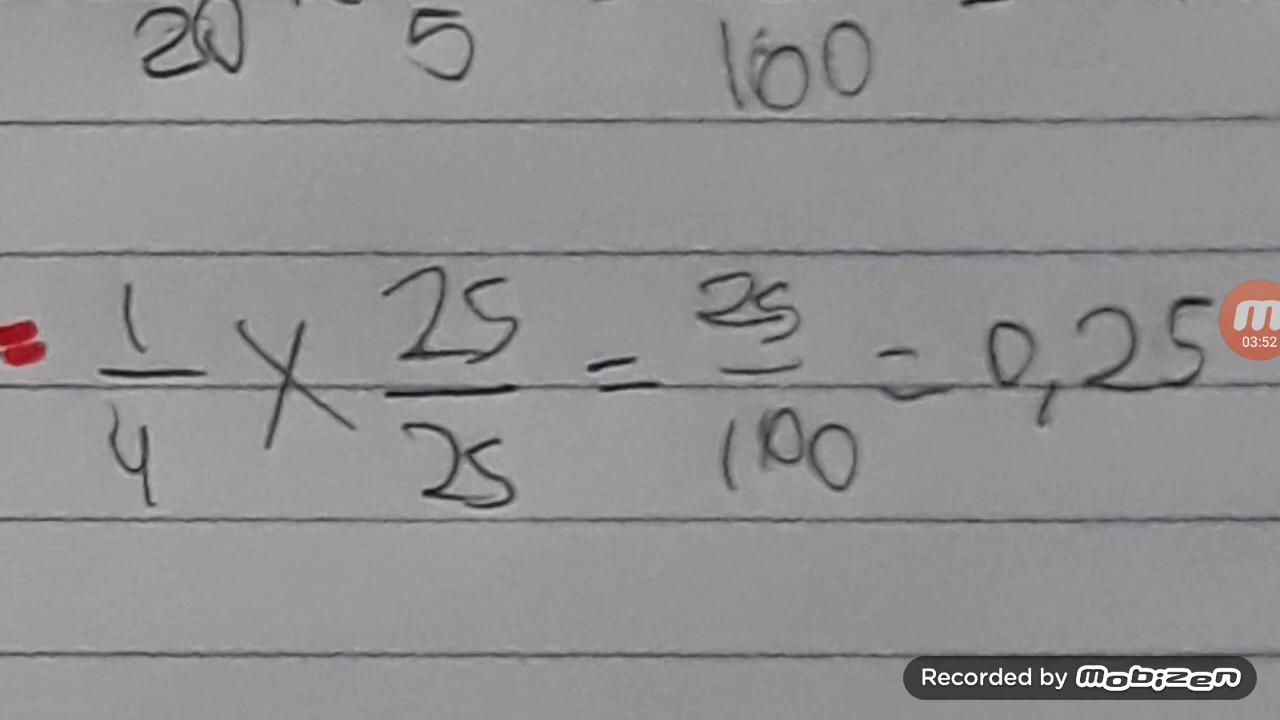 20 5 100
1/4 X 25/25 = 25/100 = 0,25
03:52
Recorded by mobizen